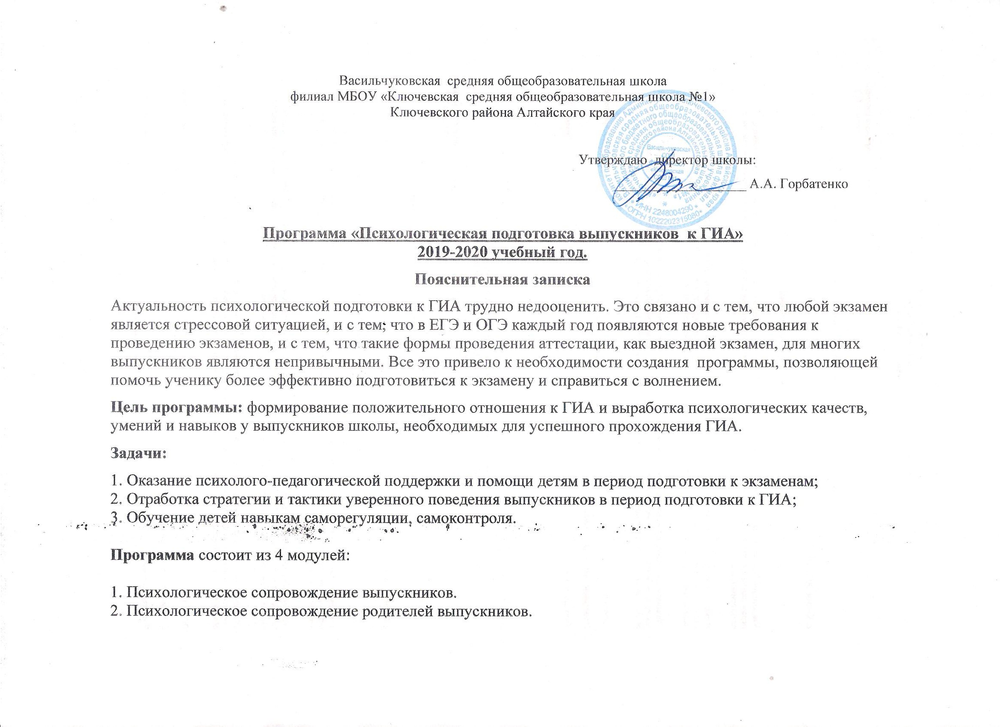 Васильчуковская средняя общеобразовательная школа
филиал МБОУ «Ключевская средняя общеобразовательная школа №1»
Ключевского района Алтайского края
Утверждаю директор школы:
А.А. Горбатенко
Васильчуковская
* ИНН 2248004290 *
*ОГРН 1022202315080*
Программа «Психологическая подготовка выпускников к ГИА»
2019-2020 учебный год.
Пояснительная записка
Актуальность психологической подготовки к ГИА трудно недооценить. Это связано и с тем, что любой экзамен
является стрессовой ситуацией, и с тем; что в ЕГЭ и ОГЭ каждый год появляются новые требования к
проведению экзаменов, и с тем, что такие формы проведения аттестации, как выездной экзамен, для многих
выпускников являются непривычными. Все это привело к необходимости создания программы, позволяющей
помочь ученику более эффективно подготовиться к экзамену и справиться с волнением.
Цель программы: формирование положительного отношения к ГИА и выработка психологических качеств,
умений и навыков у выпускников школы, необходимых для успешного прохождения ГИА.
Задачи:
1. Оказание психолого-педагогической поддержки и помощи детям в период подготовки к экзаменам;
2. Отработка стратегии и тактики уверенного поведения выпускников в период подготовки к ГИА;
3. Обучение детей навыкам саморегуляции, самоконтроля.
Программа состоит из 4 модулей:
1. Психологическое сопровождение выпускников.
2. Психологическое сопровождение родителей выпускников.